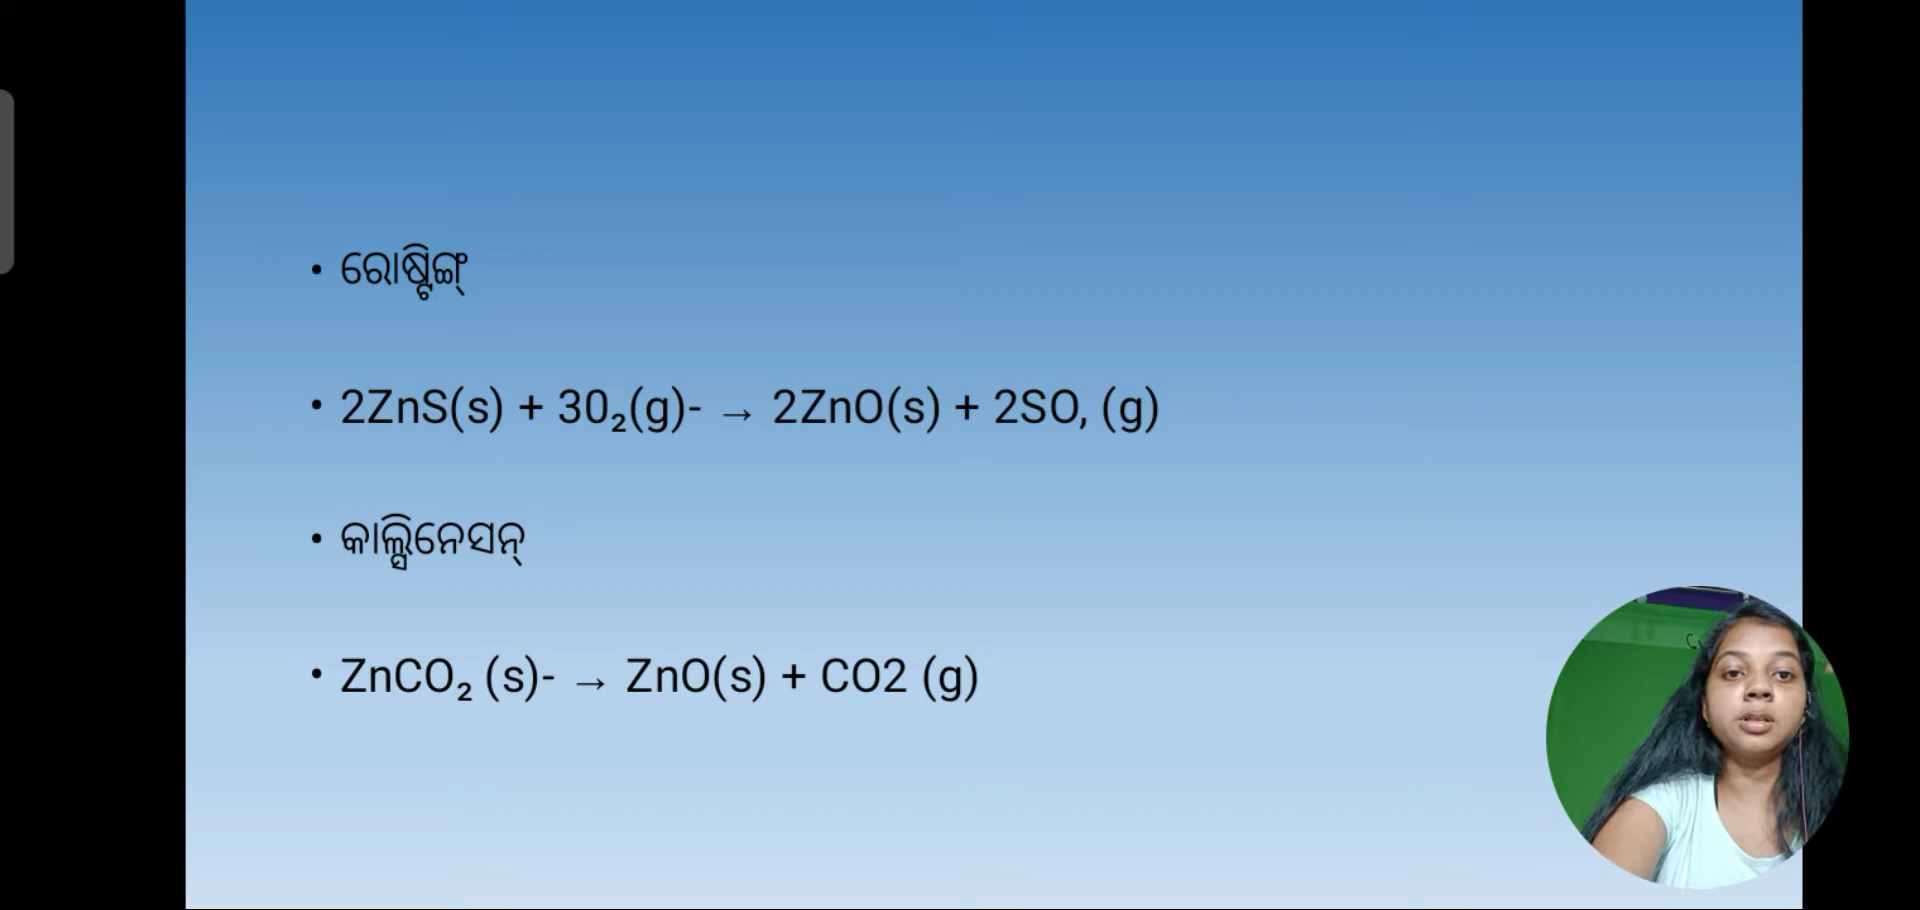 • ରୋଷ୍ଟିଙ୍ଗ୍
• 2ZnS(s) + 30₂(g)- → 2ZnO(s) + 2SO, (g)
• କାଲ୍ସିନେସନ୍
• ZnCO₂ (s)- → ZnO(s) + CO2 (g)